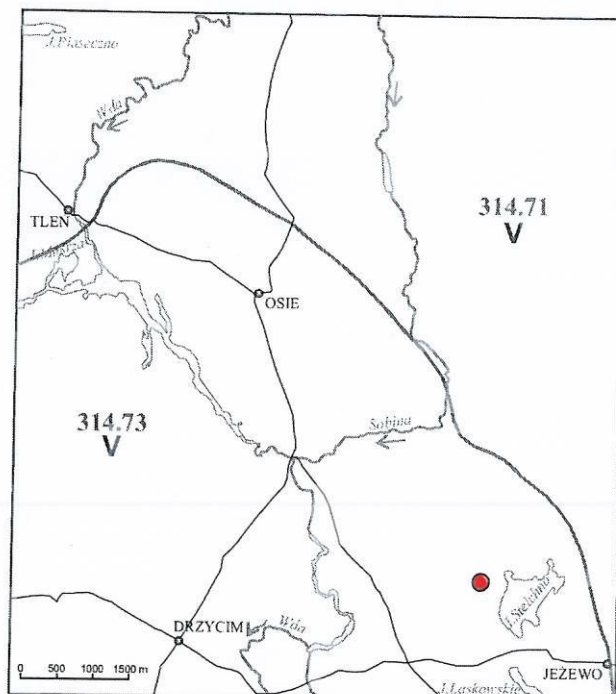 J.Piaseczno
Wda
314.71
V
TLEN
OSIE
314.73
V
Sobina
J.Stelchno
DRZYCIM
Wda
JEŻEWO
J.Laskowskie
0 500 1000 1500 m